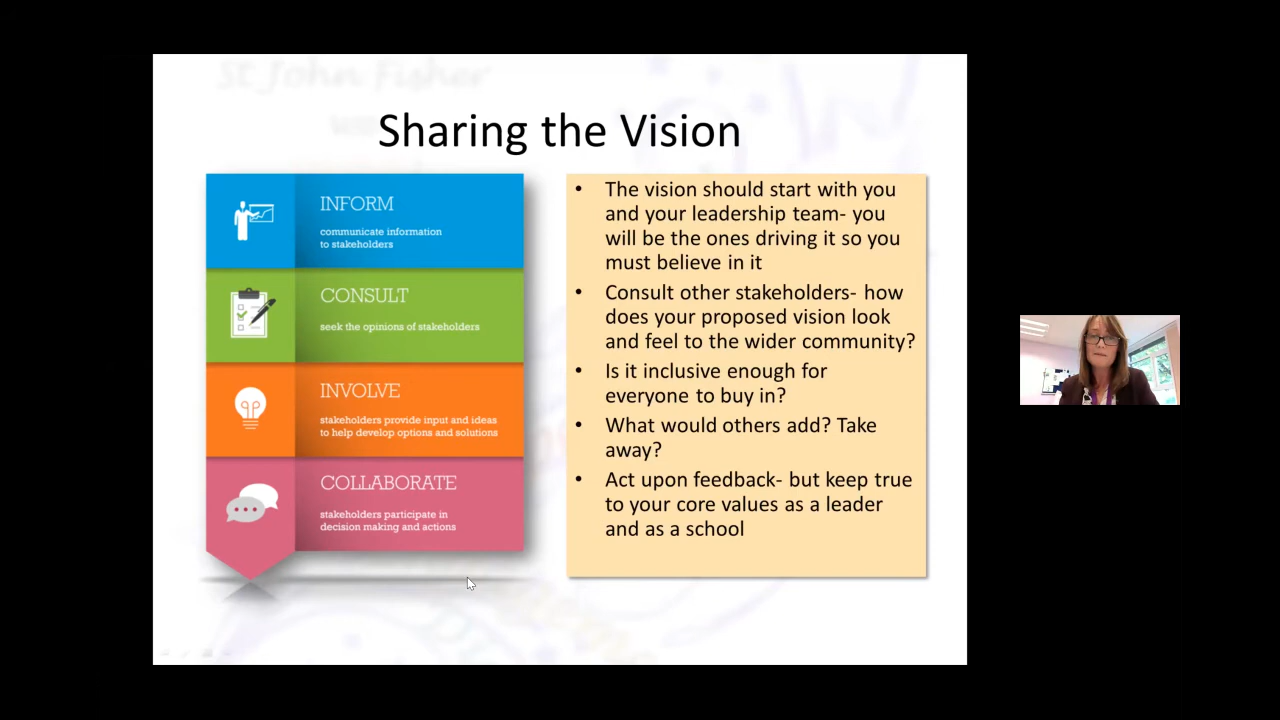 St John Fisher
Sharing the Vision
INFORM
communicate information
to stakeholders
CONSULT
seek the opinions of stakeholders
INVOLVE
stakeholders provide input and ideas
to help develop options and solutions
COLLABORATE
stakeholders participate in
decision making and actions
• The vision should start with you
and your leadership team- you
will be the ones driving it so you
must believe in it
• Consult other stakeholders- how
does your proposed vision look
and feel to the wider community?
• Is it inclusive enough for
everyone to buy in?
• What would others add? Take
away?
• Act upon feedback- but keep true
to your core values as a leader
and as a school